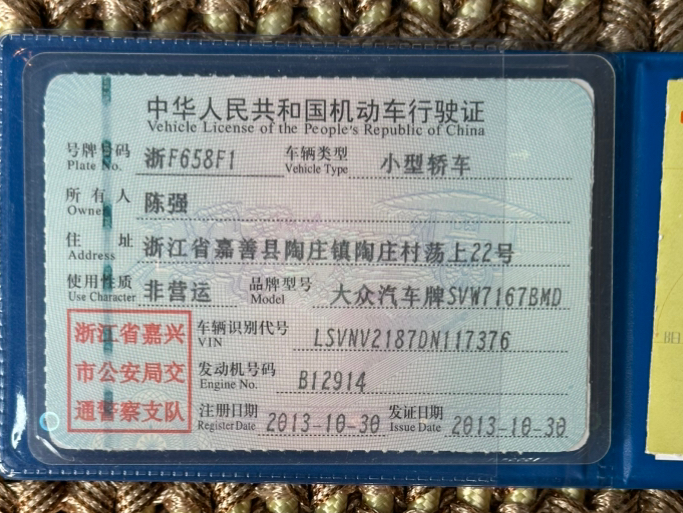 中华人民共和国机动车行驶证
Vehicle License of the People's Republic of China
号牌号码 浙F658F1 车辆类型 小型轿车
Plate No. Vehicle Type
所有人 陈强
Owner
住址 浙江省嘉善县陶庄镇陶庄村荡上22号
Address
使用性质 非营运 品牌型号 大众汽车牌SVW7167BMD
Use Character Model
浙江省嘉兴
市公安局交
通警察支队
车辆识别代号 LSVNV2187DN117376
VIN
发动机号码 B12914
Engine No.
注册日期 2013-10-30 发证日期 2013-10-30
Register Date Issue Date